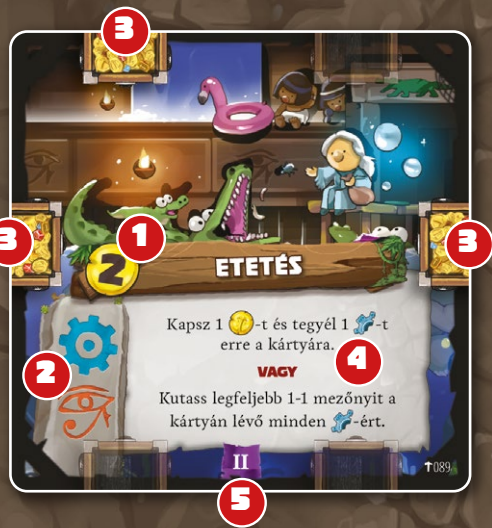 3
3
3
1
2
ETETÉS
Kapsz 1 -t és tegyél 1 -t
erre a kártyára.
4
VAGY
2
Kutass legfeljebb 1-1 mezőnyit a
kártyán lévő minden -ért.
II
089
5